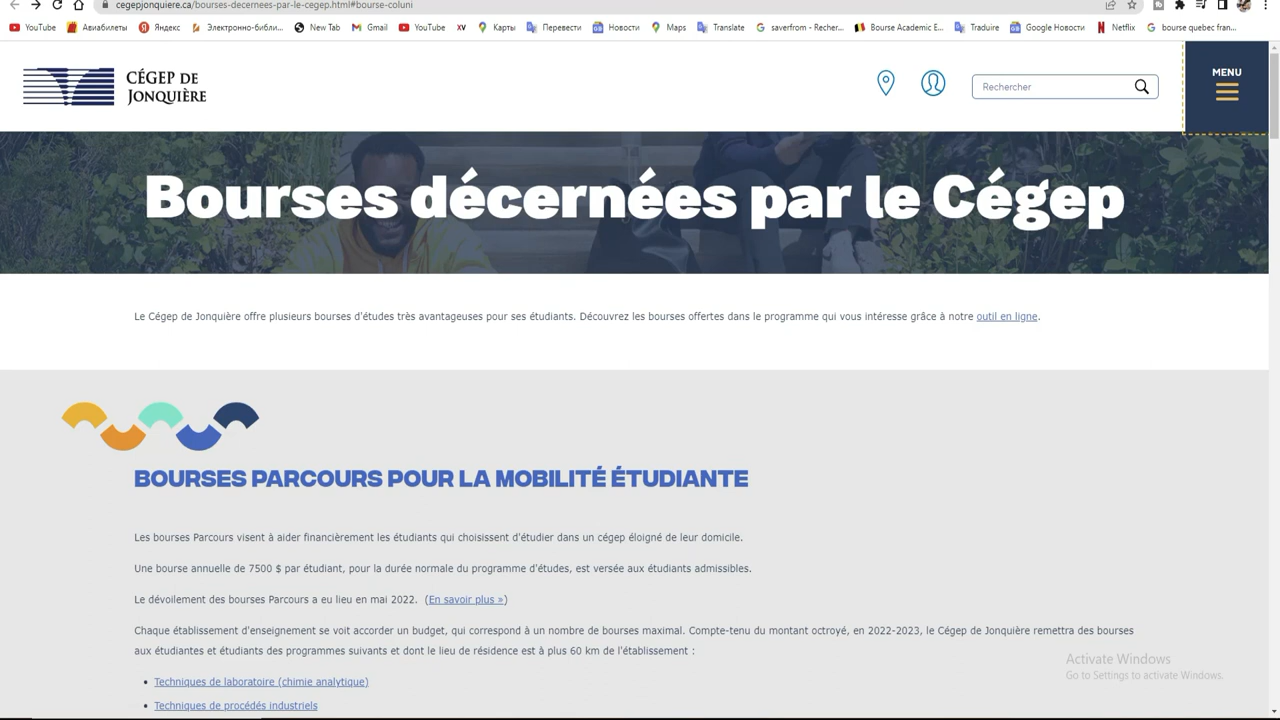 cegepjonquiere.ca/bourses-decernees-par-le-cegep.html#bourse-coluni
YouTube Авиабилеты Яндекс Электронно-библи... New Tab Gmail YouTube XV Карты Перевести Новости Maps Translate saverfrom - Recher... Bourse Academic E... Traduire Google Новости Netflix bourse quebec fran...
CÉGEP DE
JONQUIÈRE
Rechercher
MENU
Bourses décernées par le Cégep
Le Cégep de Jonquière offre plusieurs bourses d'études très avantageuses pour ses étudiants. Découvrez les bourses offertes dans le programme qui vous intéresse grâce à notre outil en ligne.
BOURSES PARCOURS POUR LA MOBILITÉ ÉTUDIANTE
Les bourses Parcours visent à aider financièrement les étudiants qui choisissent d'étudier dans un cégep éloigné de leur domicile.
Une bourse annuelle de 7500 $ par étudiant, pour la durée normale du programme d'études, est versée aux étudiants admissibles.
Le dévoilement des bourses Parcours a eu lieu en mai 2022. (En savoir plus »)
Chaque établissement d'enseignement se voit accorder un budget, qui correspond à un nombre de bourses maximal. Compte-tenu du montant octroyé, en 2022-2023, le Cégep de Jonquière remettra des bourses
aux étudiantes et étudiants des programmes suivants et dont le lieu de résidence est à plus 60 km de l'établissement :
• Techniques de laboratoire (chimie analytique)
• Techniques de procédés industriels
Activate Windows
Go to Settings to activate Windows.